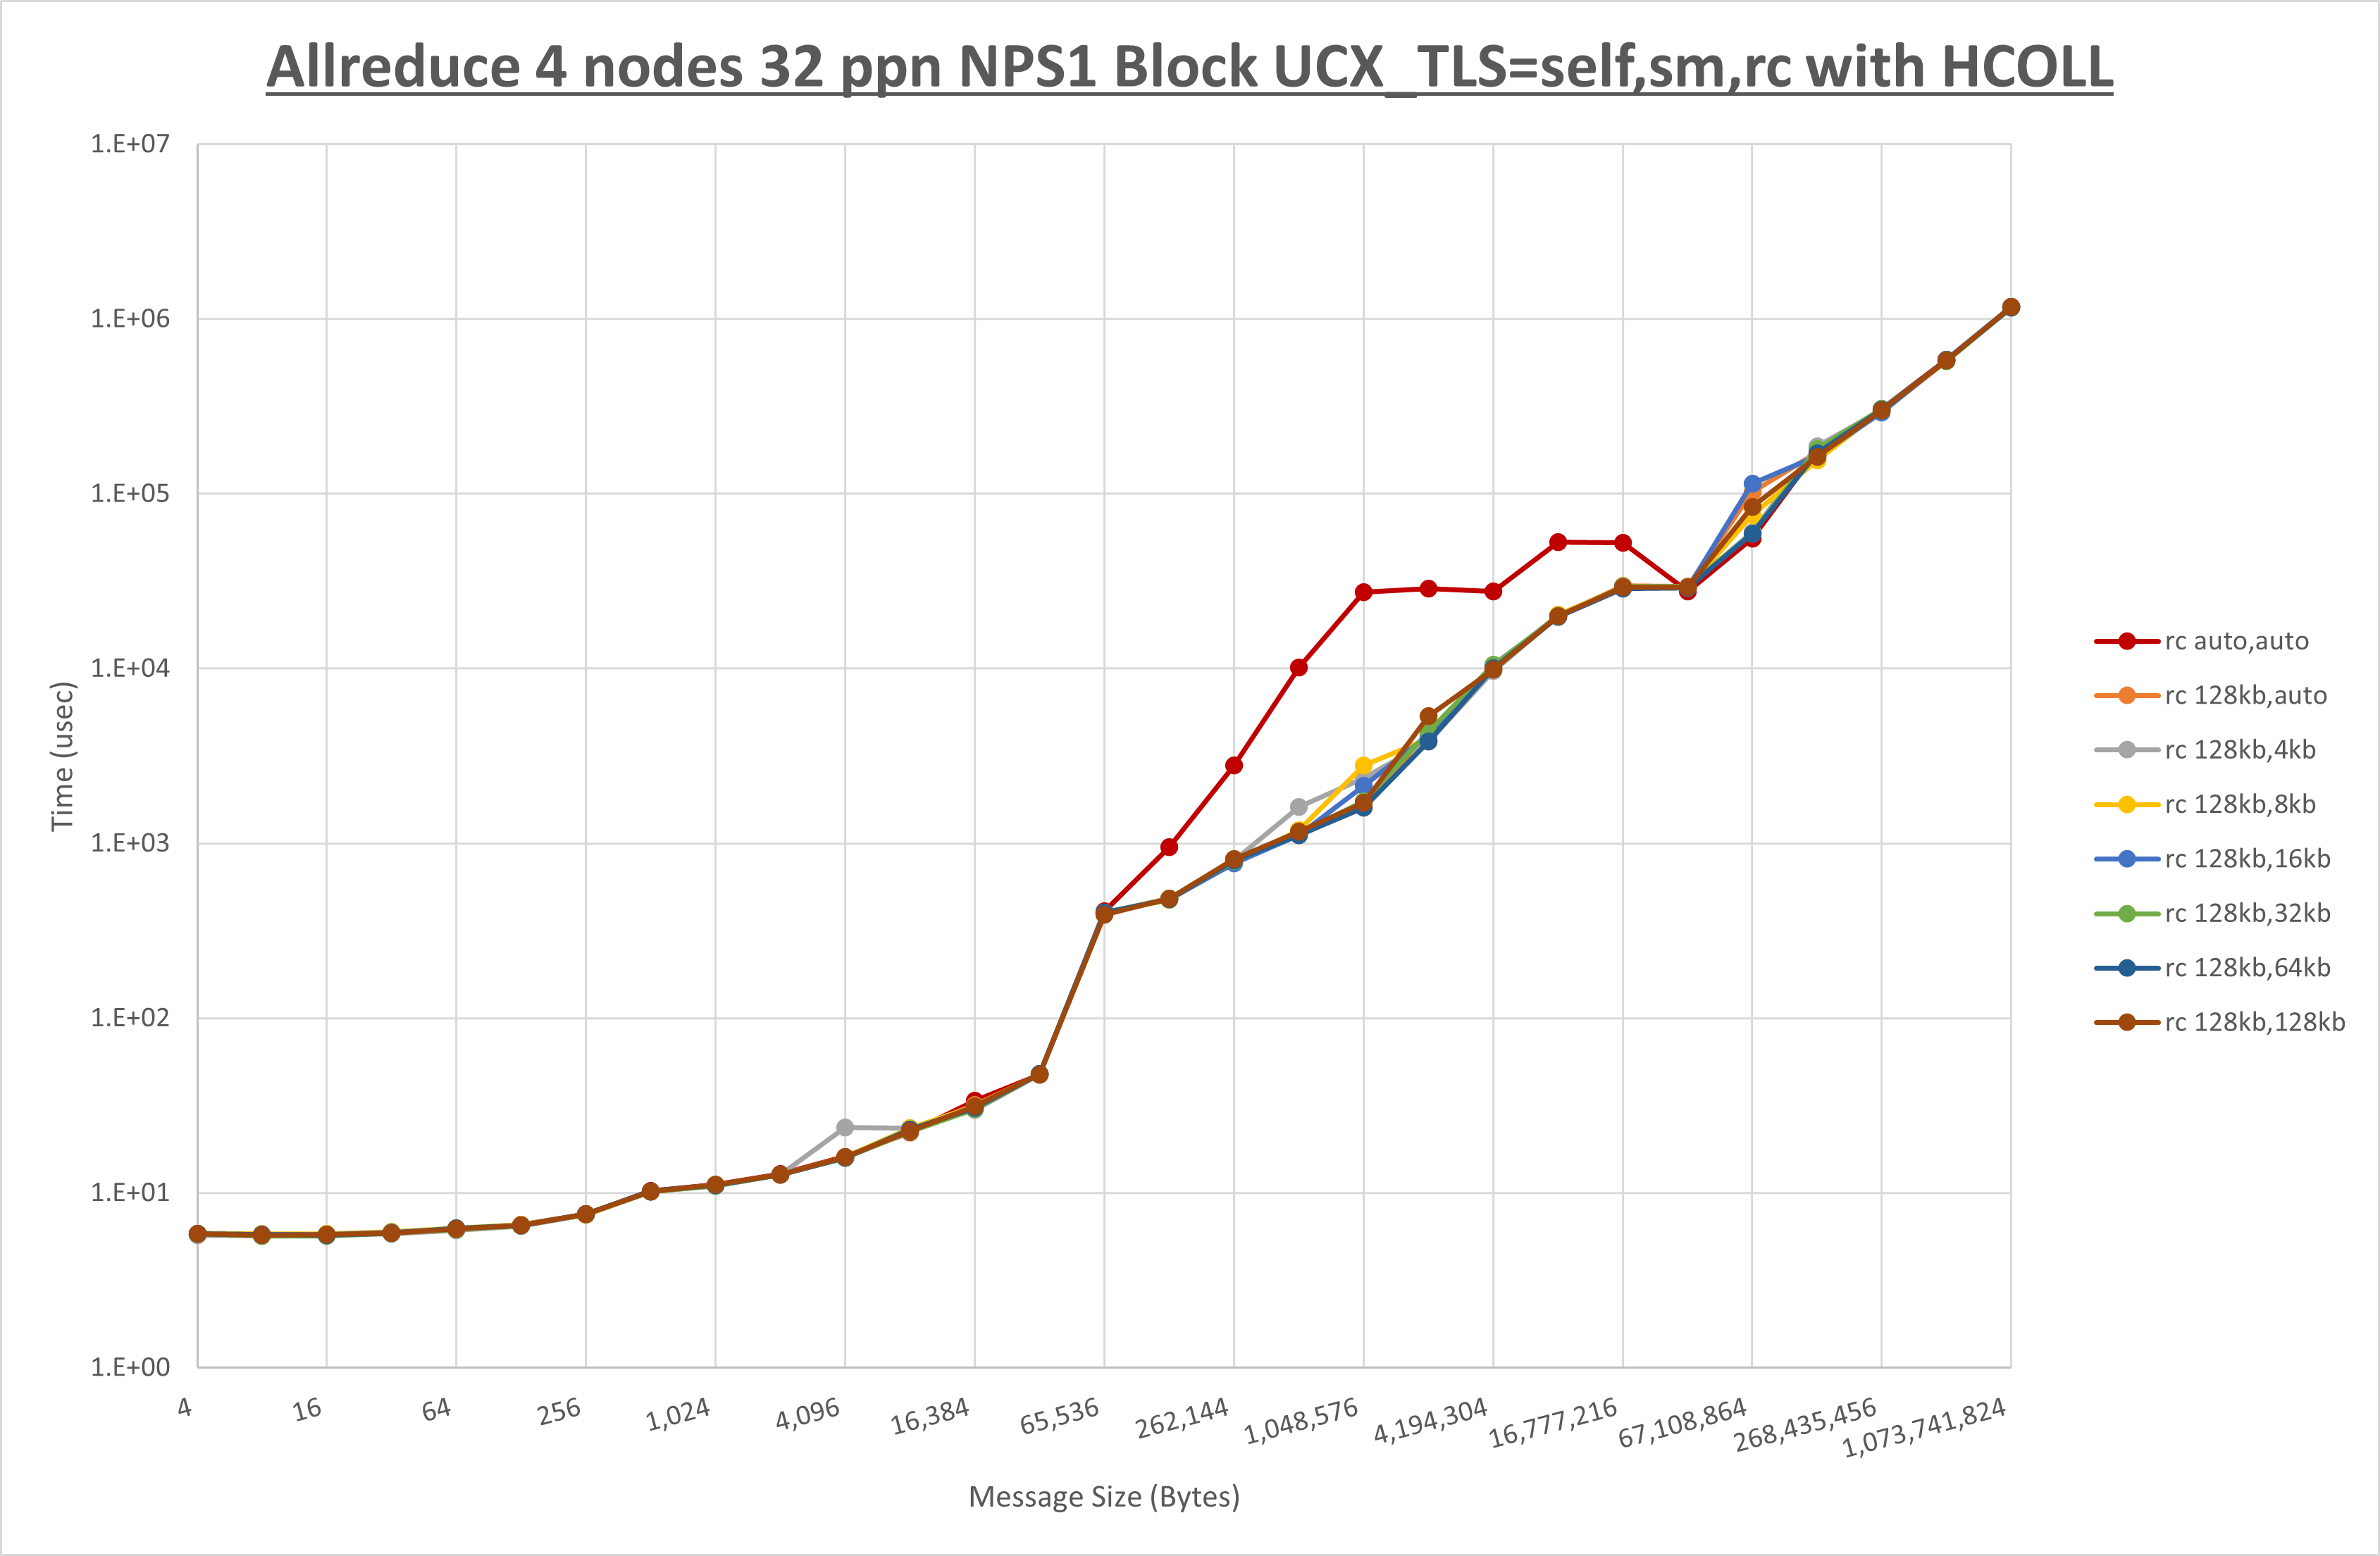 Allreduce 4 nodes 32 ppn NPS1 Block UCX_TLS=self,sm,rc with HCOLL
1.E+07
1.E+06
1.E+05
1.E+04
1.E+03
1.E+02
1.E+01
1.E+00
Time (usec)
4
16
64
256
1,024
4,096
16,384
65,536
262,144
1,048,576
4,194,304
16,777,216
67,108,864
268,435,456
1,073,741,824
Message Size (Bytes)
rc auto,auto
rc 128kb,auto
rc 128kb,4kb
rc 128kb,8kb
rc 128kb,16kb
rc 128kb,32kb
rc 128kb,64kb
rc 128kb,128kb